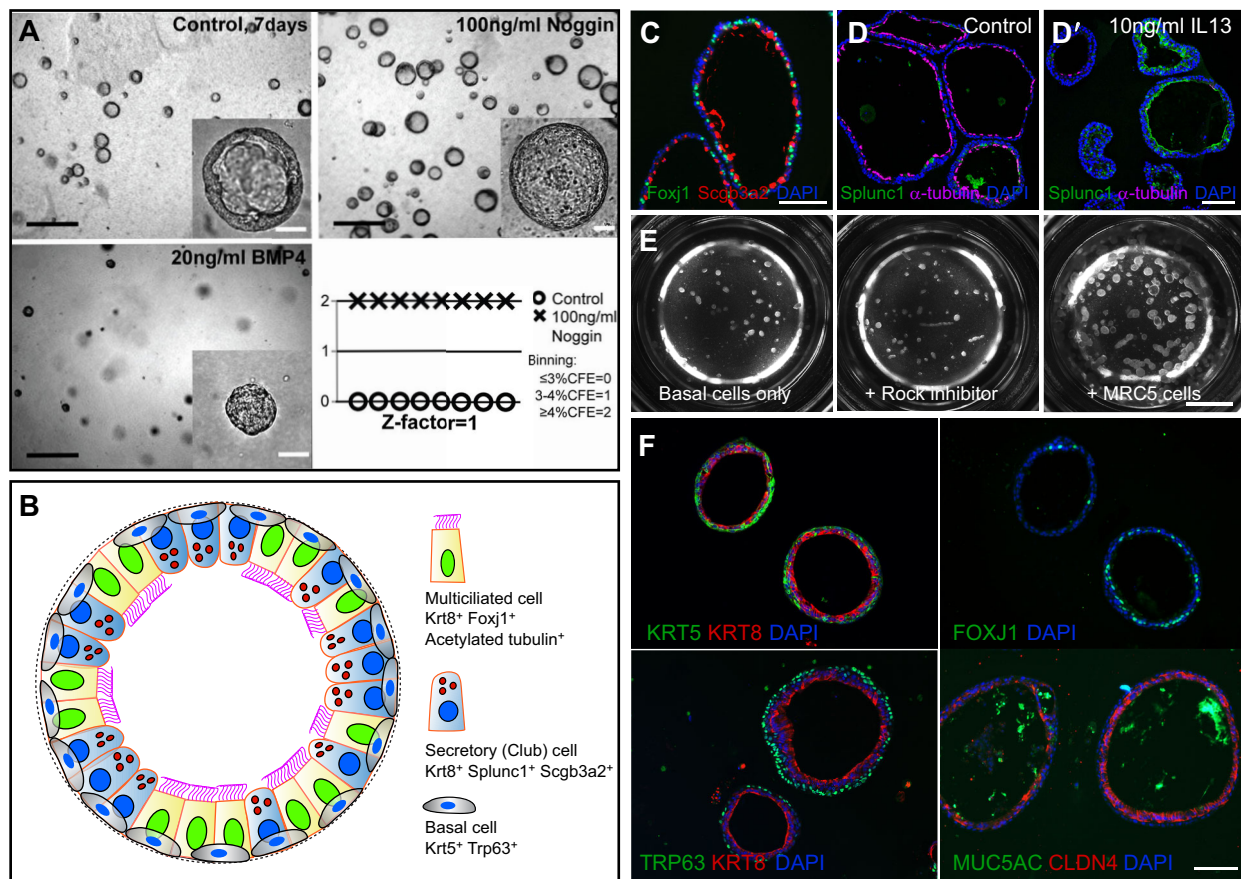 A
Control, 7days
100ng/ml Noggin
20ng/ml BMP4
2
1
0
Control
100ng/ml
Noggin
Binning:
≤3%CFE=0
3-4%CFE=1
≥4%CFE=2
Z-factor=1
B
Multiciliated cell
Krt8+ Foxj1+
Acetylated tubulin+
Secretory (Club) cell
Krt8+ Splunc1+ Scgb3a2+
Basal cell
Krt5+ Trp63+
C
Foxj1 Scgb3a2 DAPI
D
Control
Splunc1 α-tubulin DAPI
D′
10ng/ml IL13
Splunc1 α-tubulin DAPI
E
Basal cells only
+ Rock inhibitor
+ MRC5 cells
F
KRT5 KRT8 DAPI
FOXJ1 DAPI
TRP63 KRT8 DAPI
MUC5AC CLDN4 DAPI